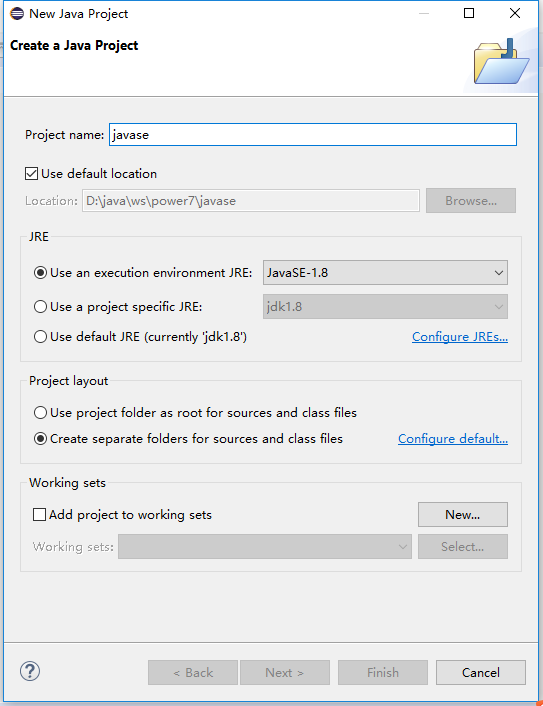 New Java Project
Create a Java Project
Project name: javase
Use default location
Location: D:\java\ws\power7\javase Browse...
JRE
Use an execution environment JRE: JavaSE-1.8
Use a project specific JRE: jdk1.8
Use default JRE (currently 'jdk1.8') Configure JREs...
Project layout
Use project folder as root for sources and class files
Create separate folders for sources and class files Configure default...
Working sets
Add project to working sets New...
Working sets: Select...
? < Back Next > Finish Cancel